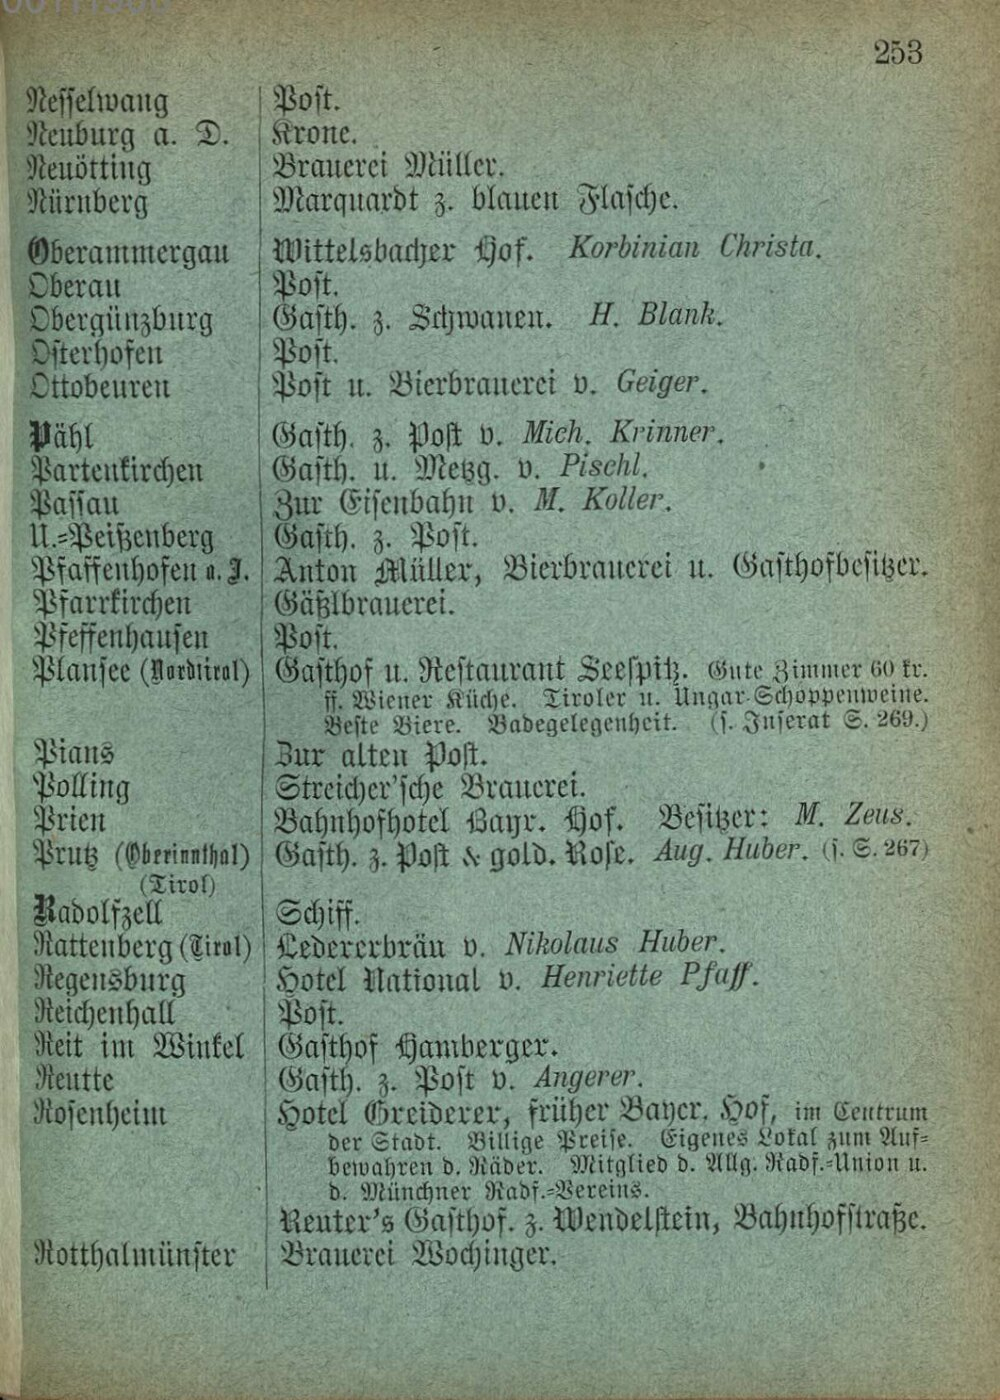 253
Nesselwang Post.
Neuburg a. D. Krone.
Neuötting Brauerei Müller.
Nürnberg Marquardt z. blauen Flasche.
Oberammergau Wittelsbacher Hof. Korbinian Christa.
Oberau Post.
Obergünzburg Gasth. z. Schwanen. H. Blank.
Osterhofen Post.
Ottobeuren Post u. Bierbrauerei v. Geiger.
Pähl Gasth. z. Post v. Mich. Krinner.
Partenkirchen Gasth. u. Metzg. v. Pischl.
Passau Zur Eisenbahn v. M. Koller.
U.=Peißenberg Gasth. z. Post.
Pfaffenhofen a. J. Anton Müller, Bierbrauerei u. Gasthofbesitzer.
Pfarrkirchen Gäßlbrauerei.
Pfeffenhausen Post.
Plansee (Nordtirol) Gasthof u. Restaurant Seespitz. Gute Zimmer 60 kr.
ff. Wiener Küche. Tiroler u. Ungar-Schoppenweine.
Beste Biere. Badegelegenheit. (s. Inserat S. 269.)
Pians Zur alten Post.
Polling Streicher'sche Brauerei.
Prien Bahnhofhotel Bayr. Hof. Besitzer: M. Zeus.
Prutz (Oberinnthal) Gasth. z. Post & gold. Rose. Aug. Huber. (s. S. 267)
(Tirol)
Radolfzell Schiff.
Rattenberg (Tirol) Ledererbräu v. Nikolaus Huber.
Regensburg Hotel National v. Henriette Pfaff.
Reichenhall Post.
Reit im Winkel Gasthof Hamberger.
Reutte Gasth. z. Post v. Angerer.
Rosenheim Hotel Greiderer, früher Bayer. Hof, im Centrum
der Stadt. Billige Preise. Eigenes Lokal zum Auf=
bewahren d. Räder. Mitglied d. Allg. Radf.=Union u.
d. Münchner Radf.=Vereins.
Reuter's Gasthof. z. Wendelstein, Bahnhofstraße.
Rotthalmünster Brauerei Wochinger.